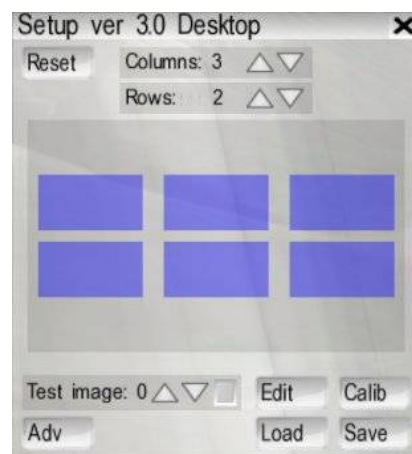 Setup ver 3.0 Desktop
Reset Columns: 3
Rows: 2
Test image: 0 Edit Calib
Adv Load Save